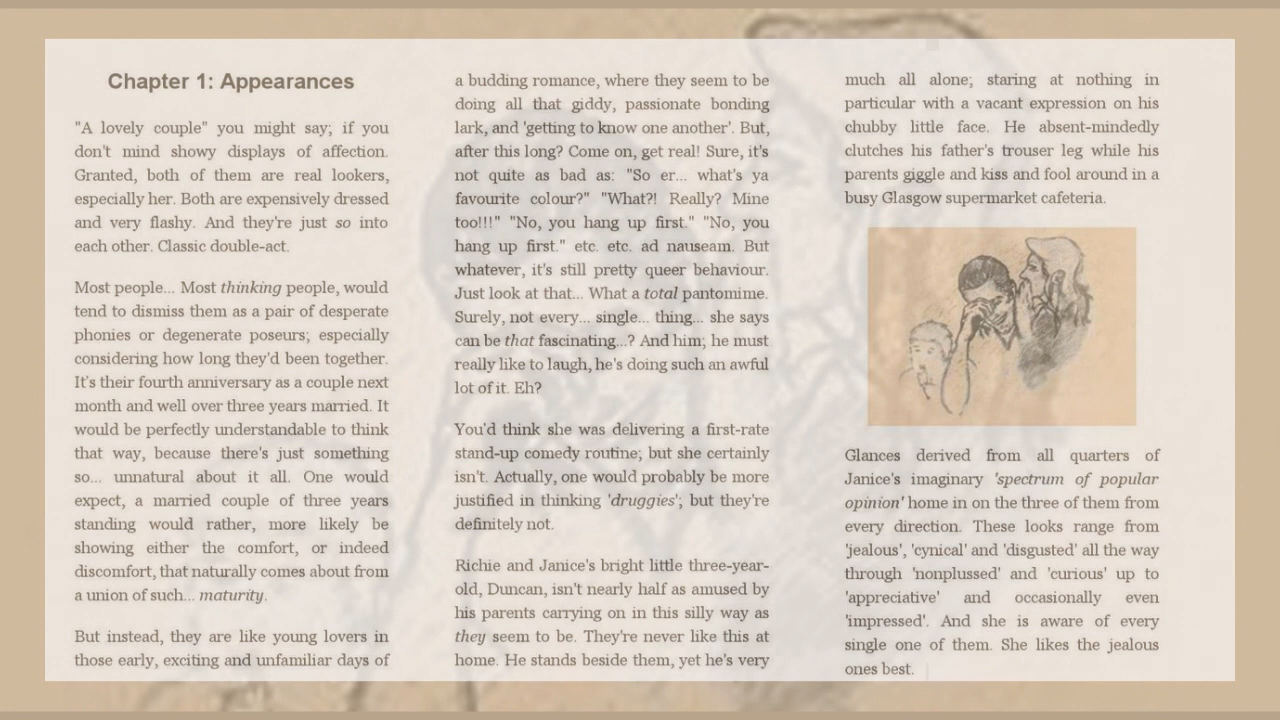 Chapter 1: Appearances
"A lovely couple" you might say; if you
don't mind showy displays of affection.
Granted, both of them are real lookers,
especially her. Both are expensively dressed
and very flashy. And they're just so into
each other. Classic double-act.
Most people... Most thinking people, would
tend to dismiss them as a pair of desperate
phonies or degenerate poseurs; especially
considering how long they'd been together.
It's their fourth anniversary as a couple next
month and well over three years married. It
would be perfectly understandable to think
that way, because there's just something
so... unnatural about it all. One would
expect, a married couple of three years
standing would rather, more likely be
showing either the comfort, or indeed
discomfort, that naturally comes about from
a union of such... maturity.
But instead, they are like young lovers in
those early, exciting and unfamiliar days of
a budding romance, where they seem to be
doing all that giddy, passionate bonding
lark, and 'getting to know one another'. But,
after this long? Come on, get real! Sure, it's
not quite as bad as: "So er... what's ya
favourite colour?" "What?! Really? Mine
too!!!" "No, you hang up first." "No, you
hang up first." etc. etc. ad nauseam. But
whatever, it's still pretty queer behaviour.
Just look at that... What a total pantomime.
Surely, not every... single... thing... she says
can be that fascinating...? And him; he must
really like to laugh, he's doing such an awful
lot of it. Eh?
You'd think she was delivering a first-rate
stand-up comedy routine; but she certainly
isn't. Actually, one would probably be more
justified in thinking 'druggies'; but they're
definitely not.
Richie and Janice's bright little three-year-
old, Duncan, isn't nearly half as amused by
his parents carrying on in this silly way as
they seem to be. They're never like this at
home. He stands beside them, yet he's very
much all alone; staring at nothing in
particular with a vacant expression on his
chubby little face. He absent-mindedly
clutches his father's trouser leg while his
parents giggle and kiss and fool around in a
busy Glasgow supermarket cafeteria.
Glances derived from all quarters of
Janice's imaginary 'spectrum of popular
opinion' home in on the three of them from
every direction. These looks range from
'jealous', 'cynical' and 'disgusted' all the way
through 'nonplussed' and 'curious' up to
'appreciative' and occasionally even
'impressed'. And she is aware of every
single one of them. She likes the jealous
ones best.